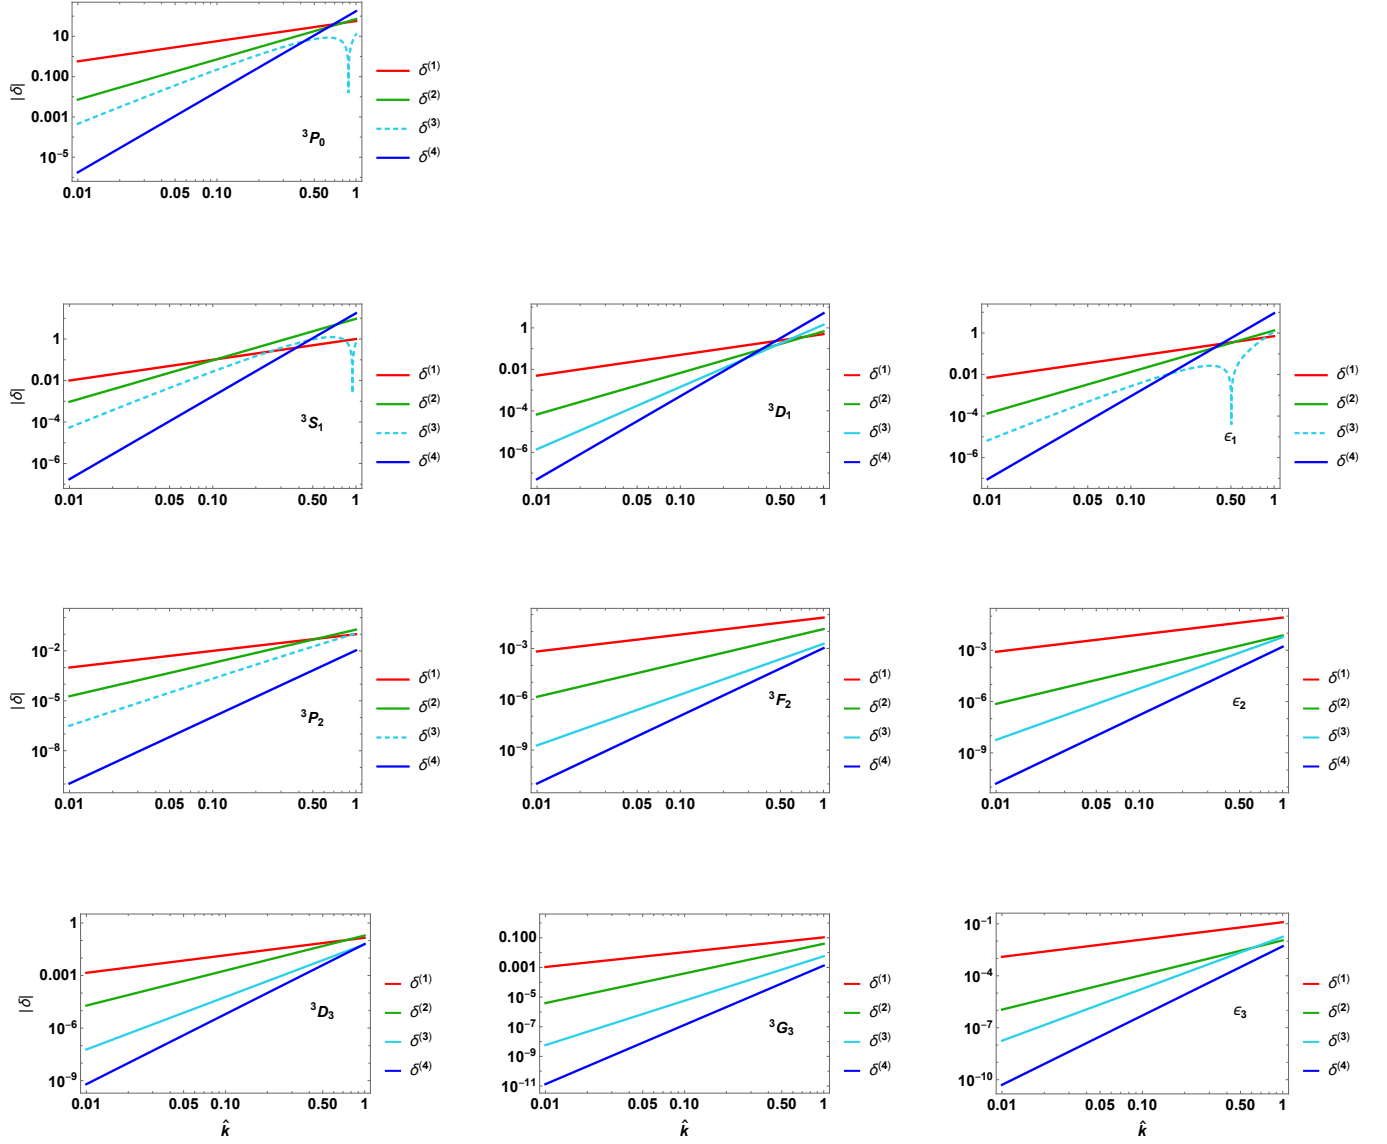 10
0.100
0.001
10⁻⁵
|δ|
³P₀
0.01 0.05 0.10 0.50 1
δ⁽¹⁾
δ⁽²⁾
δ⁽³⁾
δ⁽⁴⁾
1
0.01
10⁻⁴
10⁻⁶
|δ|
³S₁
0.01 0.05 0.10 0.50 1
δ⁽¹⁾
δ⁽²⁾
δ⁽³⁾
δ⁽⁴⁾
1
0.01
10⁻⁴
10⁻⁶
³D₁
0.01 0.05 0.10 0.50 1
δ⁽¹⁾
δ⁽²⁾
δ⁽³⁾
δ⁽⁴⁾
1
0.01
10⁻⁴
10⁻⁶
ϵ₁
0.01 0.05 0.10 0.50 1
δ⁽¹⁾
δ⁽²⁾
δ⁽³⁾
δ⁽⁴⁾
10⁻²
10⁻⁵
10⁻⁸
|δ|
³P₂
0.01 0.05 0.10 0.50 1
δ⁽¹⁾
δ⁽²⁾
δ⁽³⁾
δ⁽⁴⁾
10⁻³
10⁻⁶
10⁻⁹
³F₂
0.01 0.05 0.10 0.50 1
δ⁽¹⁾
δ⁽²⁾
δ⁽³⁾
δ⁽⁴⁾
10⁻³
10⁻⁶
10⁻⁹
ϵ₂
0.01 0.05 0.10 0.50 1
δ⁽¹⁾
δ⁽²⁾
δ⁽³⁾
δ⁽⁴⁾
1
0.001
10⁻⁶
10⁻⁹
|δ|
³D₃
0.01 0.05 0.10 0.50 1
k̂
δ⁽¹⁾
δ⁽²⁾
δ⁽³⁾
δ⁽⁴⁾
0.100
0.001
10⁻⁵
10⁻⁷
10⁻⁹
10⁻¹¹
³G₃
0.01 0.05 0.10 0.50 1
k̂
δ⁽¹⁾
δ⁽²⁾
δ⁽³⁾
δ⁽⁴⁾
10⁻¹
10⁻⁴
10⁻⁷
10⁻¹⁰
ϵ₃
0.01 0.05 0.10 0.50 1
k̂
δ⁽¹⁾
δ⁽²⁾
δ⁽³⁾
δ⁽⁴⁾